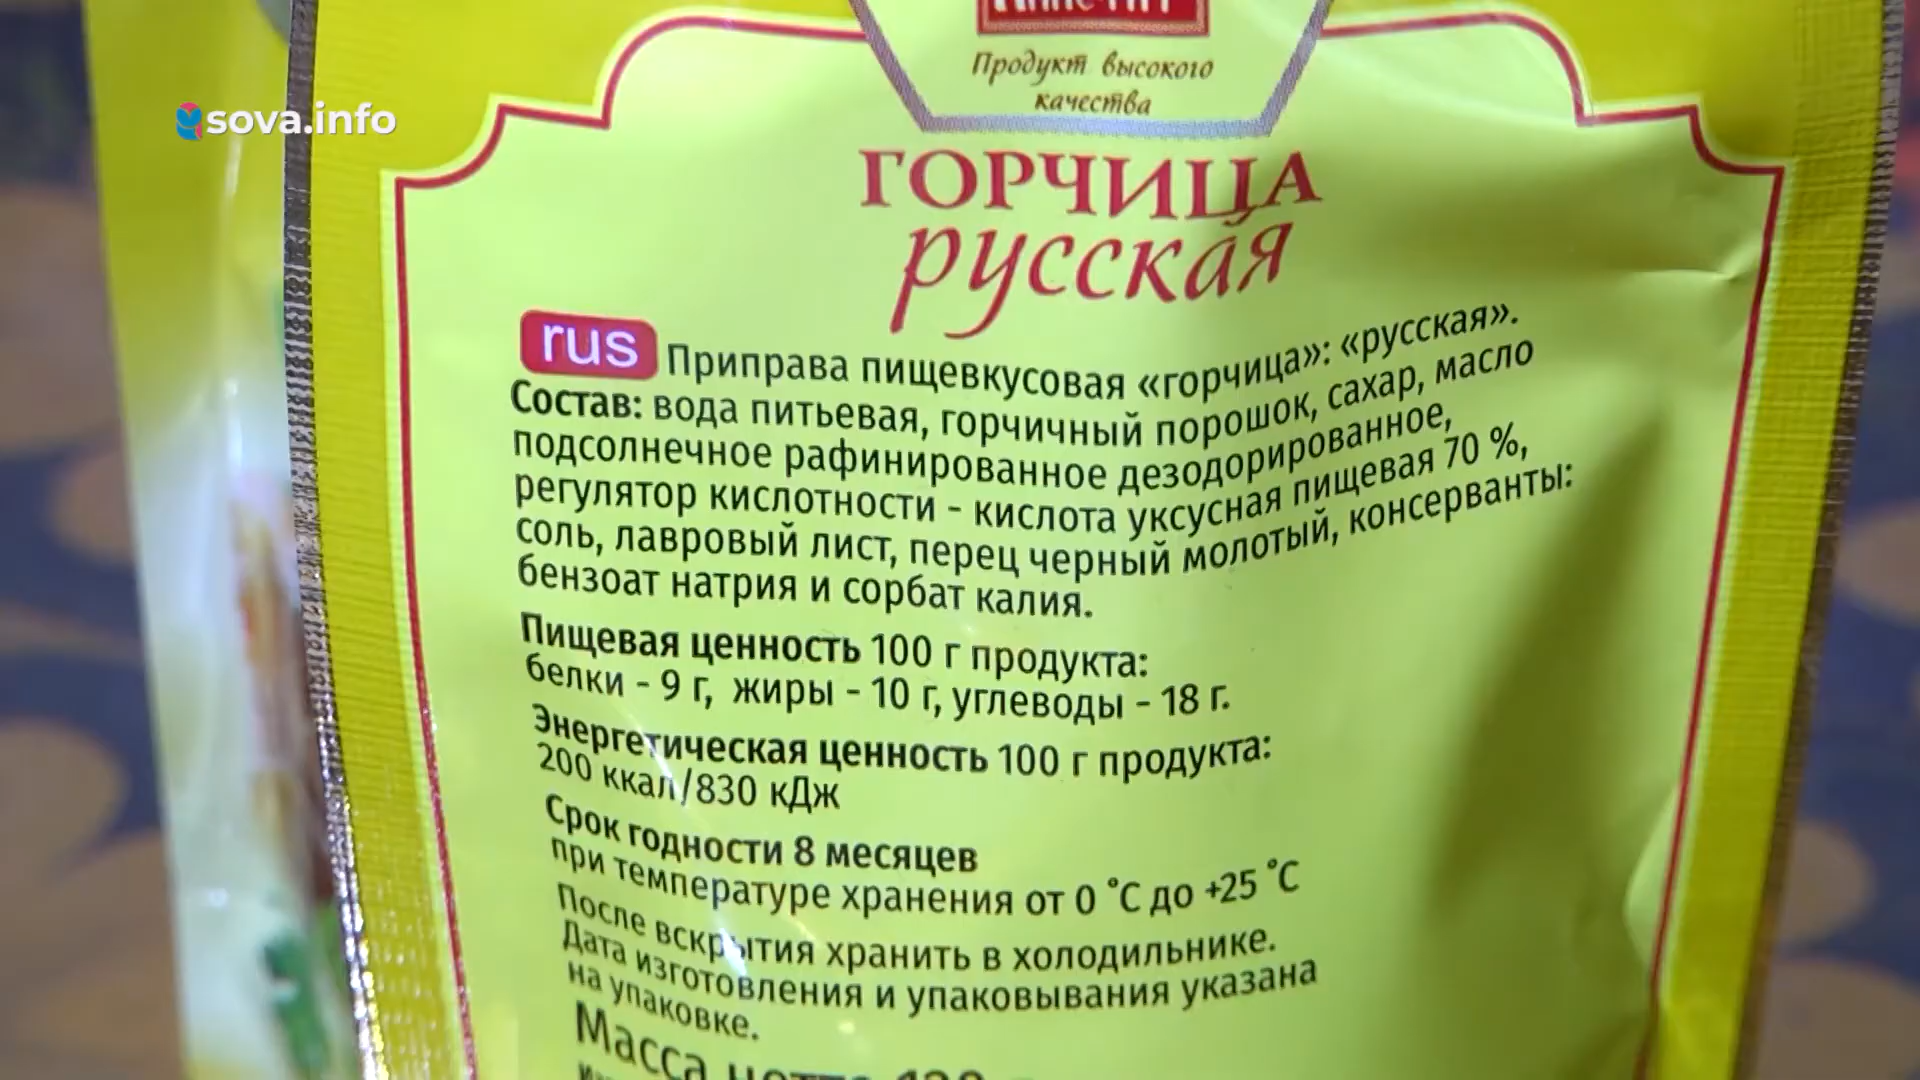 sova.info
Продукт высокого
качества
ГОРЧИЦА
русская
rus Приправа пищевкусовая «горчица»: «русская».
Состав: вода питьевая, горчичный порошок, сахар, масло
подсолнечное рафинированное дезодорированное,
регулятор кислотности - кислота уксусная пищевая 70 %,
соль, лавровый лист, перец черный молотый, консерванты:
бензоат натрия и сорбат калия.
Пищевая ценность 100 г продукта:
белки - 9 г, жиры - 10 г, углеводы - 18 г.
Энергетическая ценность 100 г продукта:
200 ккал/830 кДж
Срок годности 8 месяцев
при температуре хранения от 0 °С до +25 °С
После вскрытия хранить в холодильнике.
Дата изготовления и упаковывания указана
на упаковке.
Масса нетто